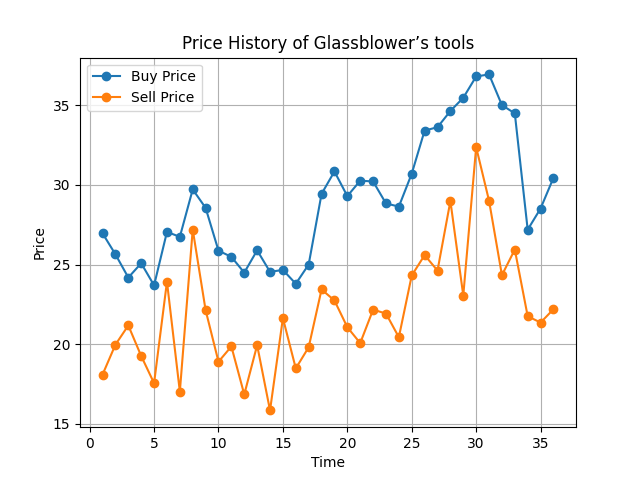 Price History of Glassblower’s tools
Buy Price
Sell Price
35
30
25
20
15
Price
0 5 10 15 20 25 30 35
Time